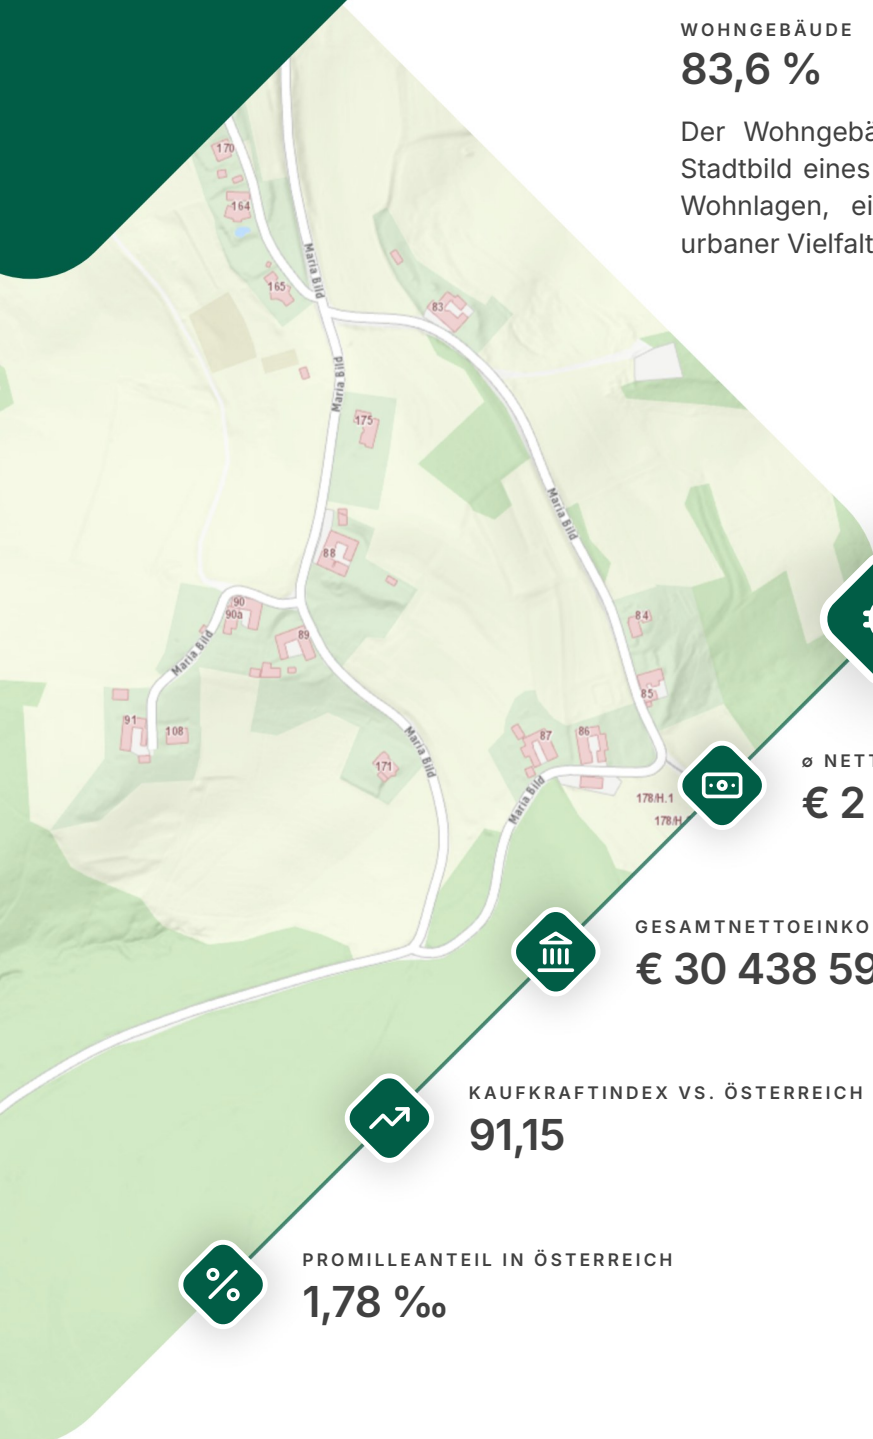 WOHNGEBÄUDE
83,6 %
Der Wohngebä
Stadtbild eines
Wohnlagen, ei
urbaner Vielfalt
170
164
165
Maria Bild
83
Maria Bild
175
Maria Bild
88
90
90a
89
84
Maria Bild
85
91
108
Maria Bild
87
86
171
Maria Bild
178/H.1
178/H.
ø NETT
€ 2
GESAMTNETTOEINKO
€ 30 438 59
KAUFKRAFTINDEX VS. ÖSTERREICH
91,15
PROMILLEANTEIL IN ÖSTERREICH
1,78 ‰